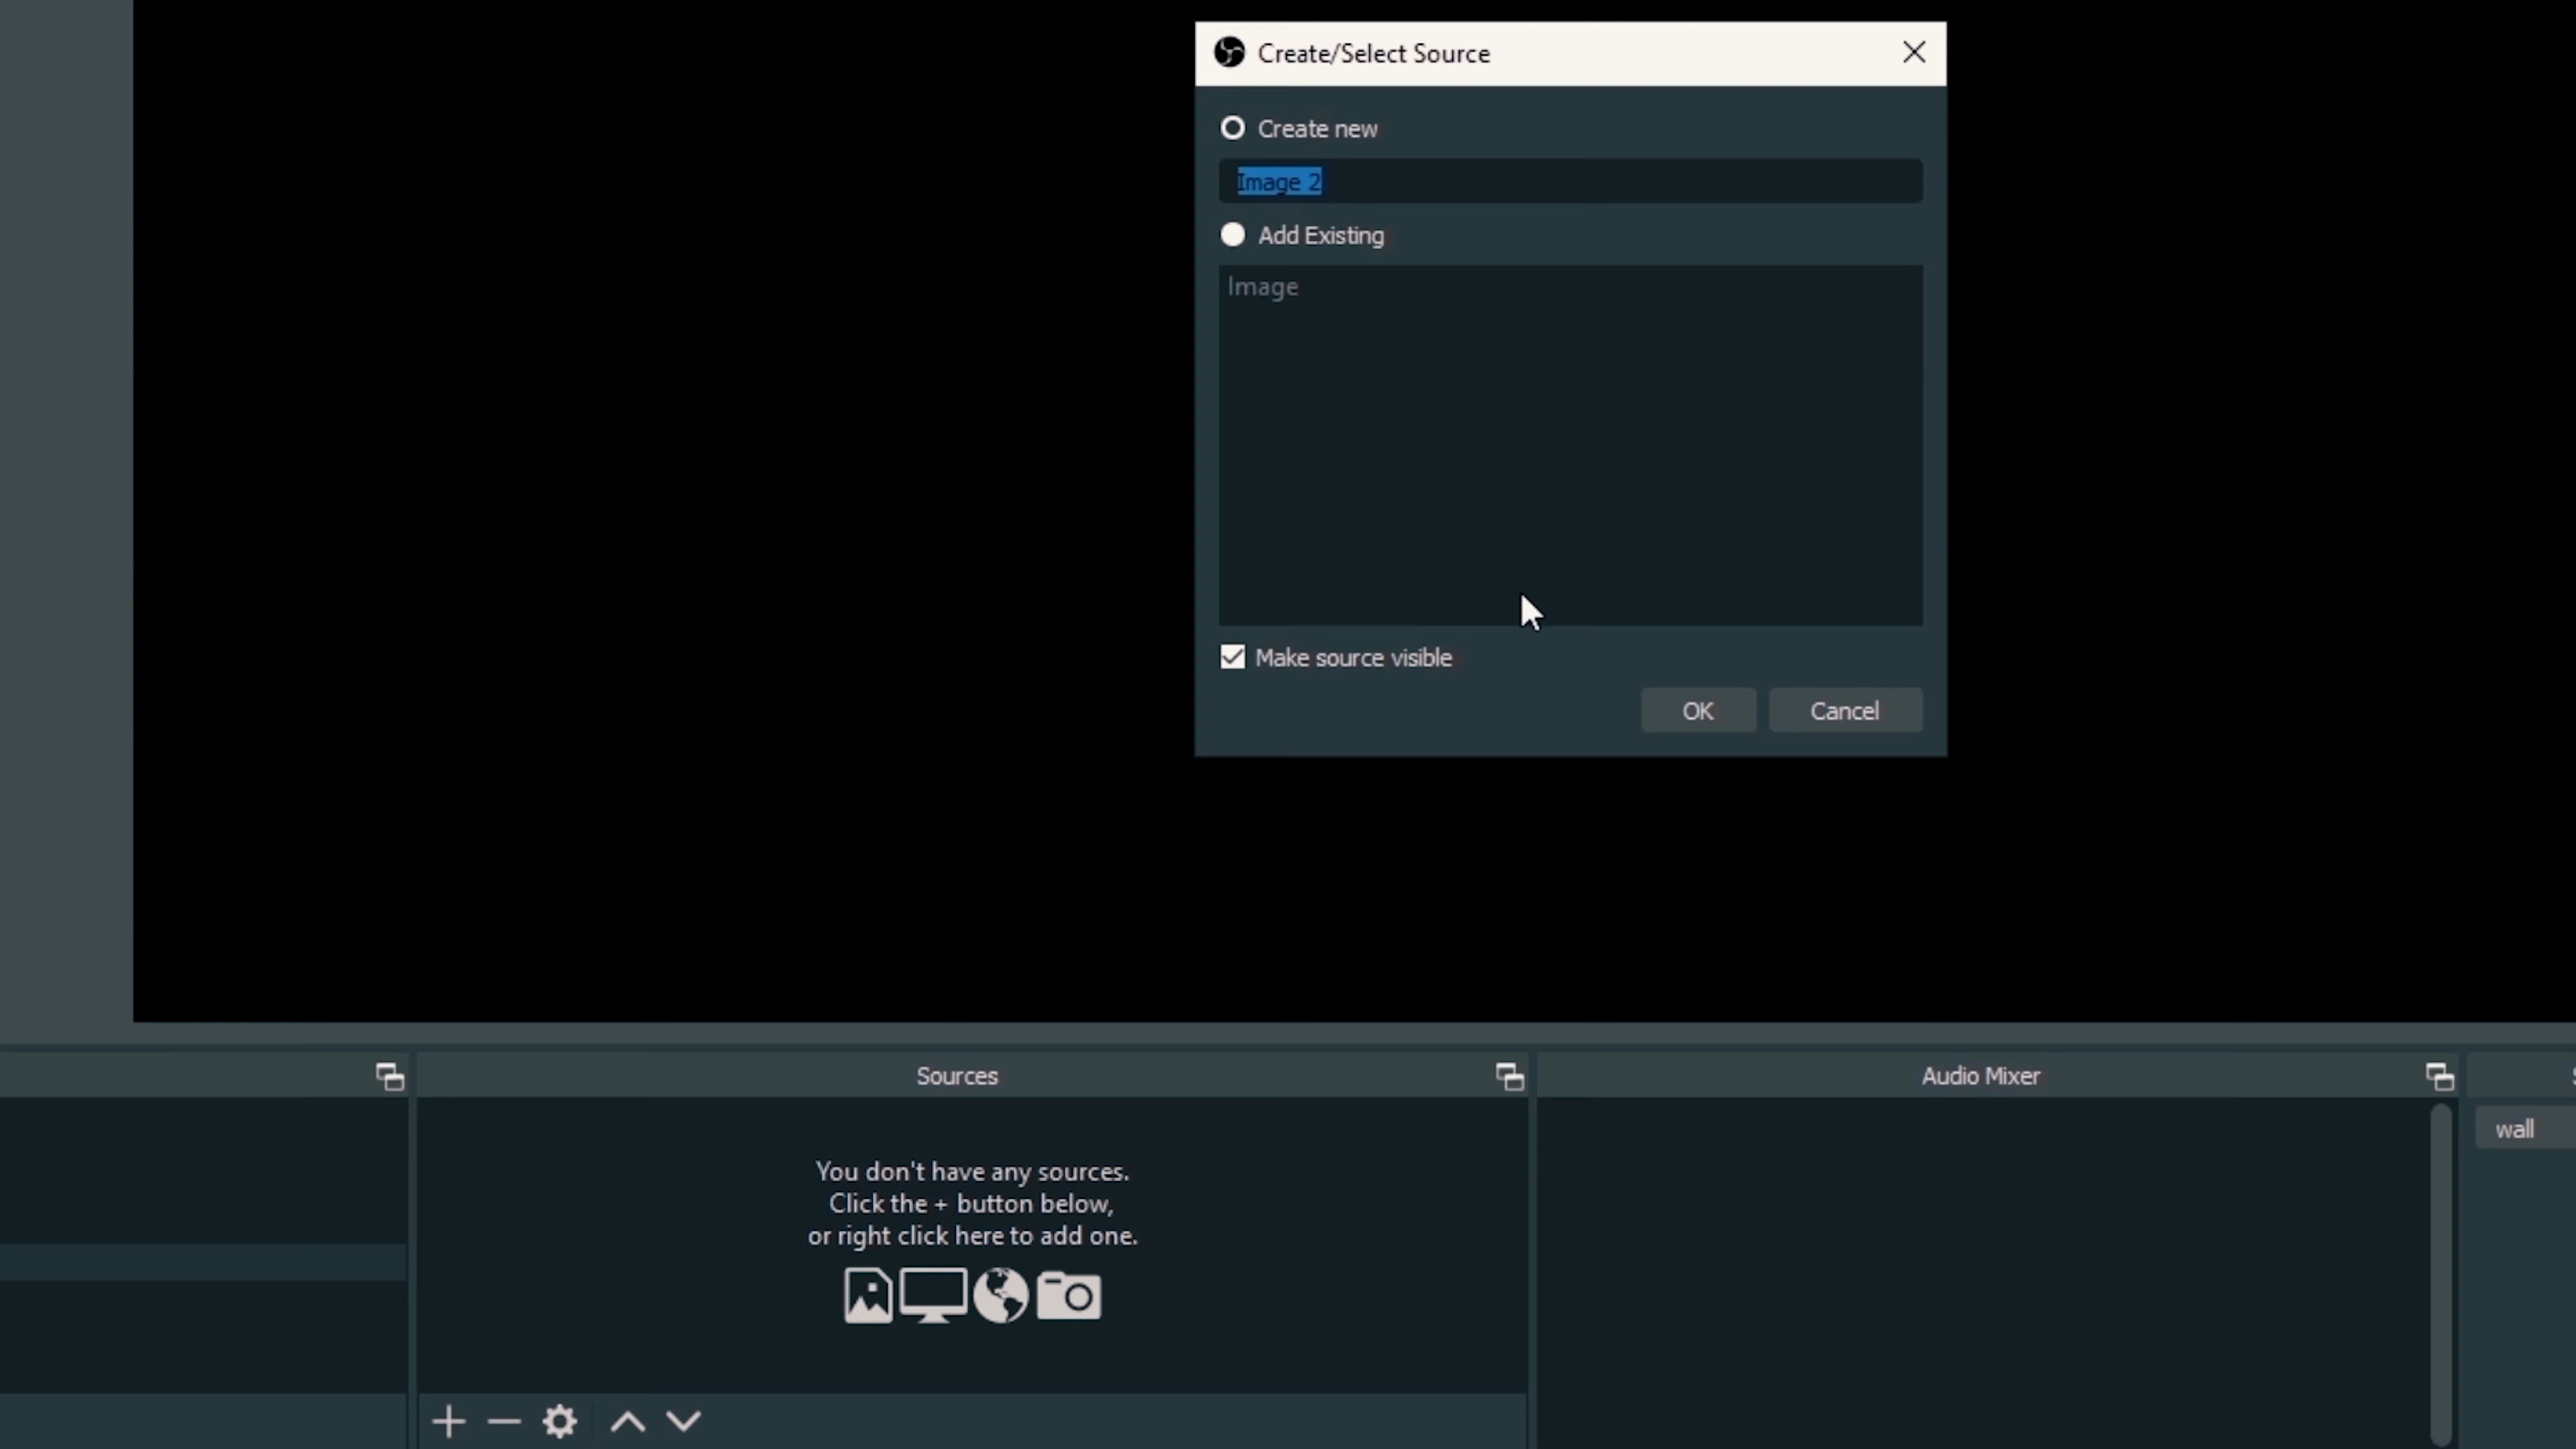 Create/Select Source
Create new
Image 2
Add Existing
Image
Make source visible
OK
Cancel
Sources
Audio Mixer
You don't have any sources.
Click the + button below,
or right click here to add one.
wall